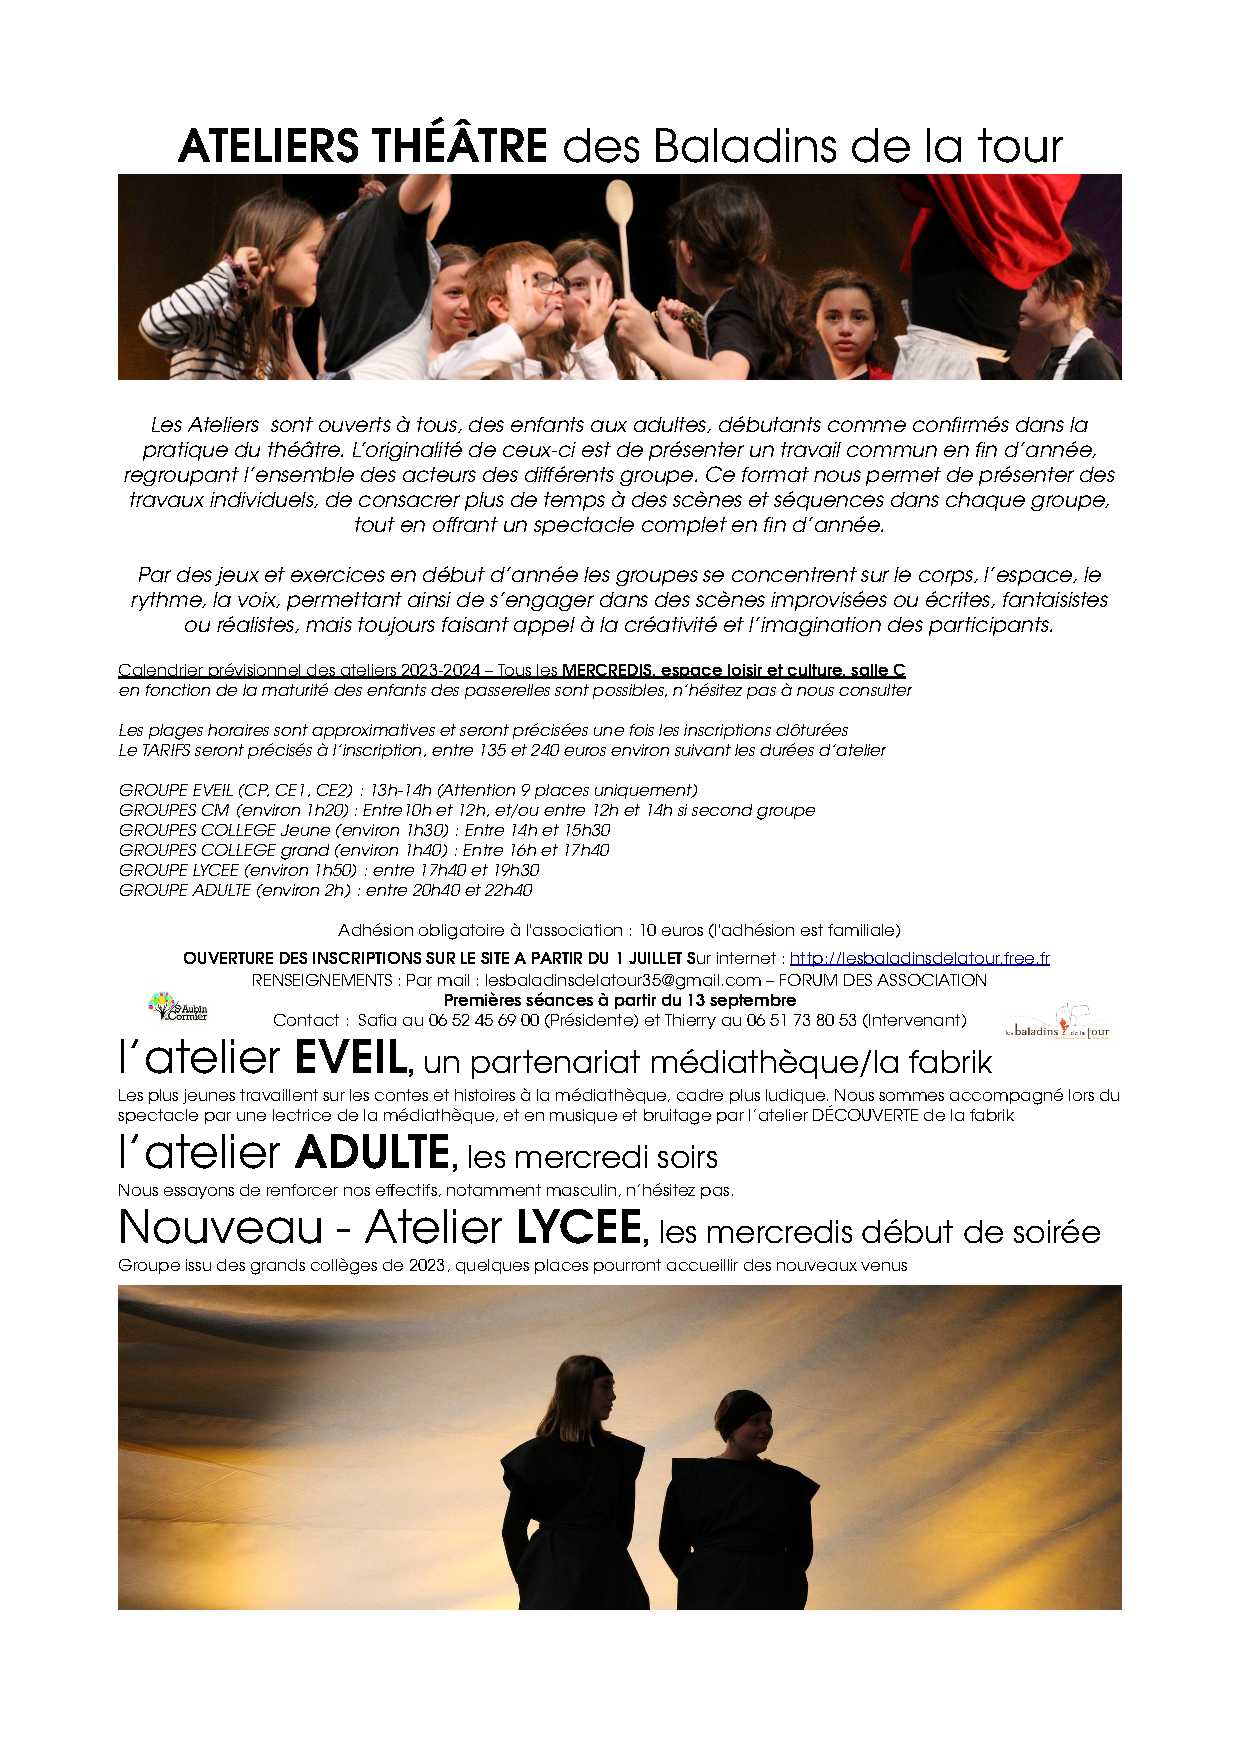 ATELIERS THÉÂTRE des Baladins de la tour
Les Ateliers  sont ouverts à tous, des enfants aux adultes, débutants comme confirmés dans la
pratique du théâtre. L'originalité de ceux-ci est de présenter un travail commun en fin d'année,
regroupant l'ensemble des acteurs des différents groupe. Ce format nous permet de présenter des
travaux individuels, de consacrer plus de temps à des scènes et séquences dans chaque groupe,
tout en offrant un spectacle complet en fin d'année.
Par des jeux et exercices en début d'année les groupes se concentrent sur le corps, l'espace, le
rythme, la voix, permettant ainsi de s'engager dans des scènes improvisées ou écrites, fantaisistes
ou réalistes, mais toujours faisant appel à la créativité et l'imagination des participants.
Calendrier prévisionnel des ateliers 2023-2024 – Tous les MERCREDIS, espace loisir et culture, salle C
en fonction de la maturité des enfants des passerelles sont possibles, n'hésitez pas à nous consulter
Les plages horaires sont approximatives et seront précisées une fois les inscriptions clôturées
Le TARIFS seront précisés à l'inscription, entre 135 et 240 euros environ suivant les durées d'atelier
GROUPE EVEIL (CP, CE1, CE2) : 13h-14h (Attention 9 places uniquement)
GROUPES CM (environ 1h20) : Entre10h et 12h, et/ou entre 12h et 14h si second groupe
GROUPES COLLEGE Jeune (environ 1h30) : Entre 14h et 15h30
GROUPES COLLEGE grand (environ 1h40) : Entre 16h et 17h40
GROUPE LYCEE (environ 1h50) : entre 17h40 et 19h30
GROUPE ADULTE (environ 2h) : entre 20h40 et 22h40
Adhésion obligatoire à l'association : 10 euros (l'adhésion est familiale)
OUVERTURE DES INSCRIPTIONS SUR LE SITE A PARTIR DU 1 JUILLET Sur internet : http://lesbaladinsdelatour.free.fr
RENSEIGNEMENTS : Par mail : lesbaladinsdelatour35@gmail.com – FORUM DES ASSOCIATION
Premières séances à partir du 13 septembre
Contact :  Safia au 06 52 45 69 00 (Présidente) et Thierry au 06 51 73 80 53 (Intervenant)
St Aubin
du Cormier
les baladins de la tour
l'atelier EVEIL, un partenariat médiathèque/la fabrik
Les plus jeunes travaillent sur les contes et histoires à la médiathèque, cadre plus ludique. Nous sommes accompagné lors du
spectacle par une lectrice de la médiathèque, et en musique et bruitage par l'atelier DÉCOUVERTE de la fabrik
l'atelier ADULTE, les mercredi soirs
Nous essayons de renforcer nos effectifs, notamment masculin, n'hésitez pas.
Nouveau - Atelier LYCEE, les mercredis début de soirée
Groupe issu des grands collèges de 2023, quelques places pourront accueillir des nouveaux venus